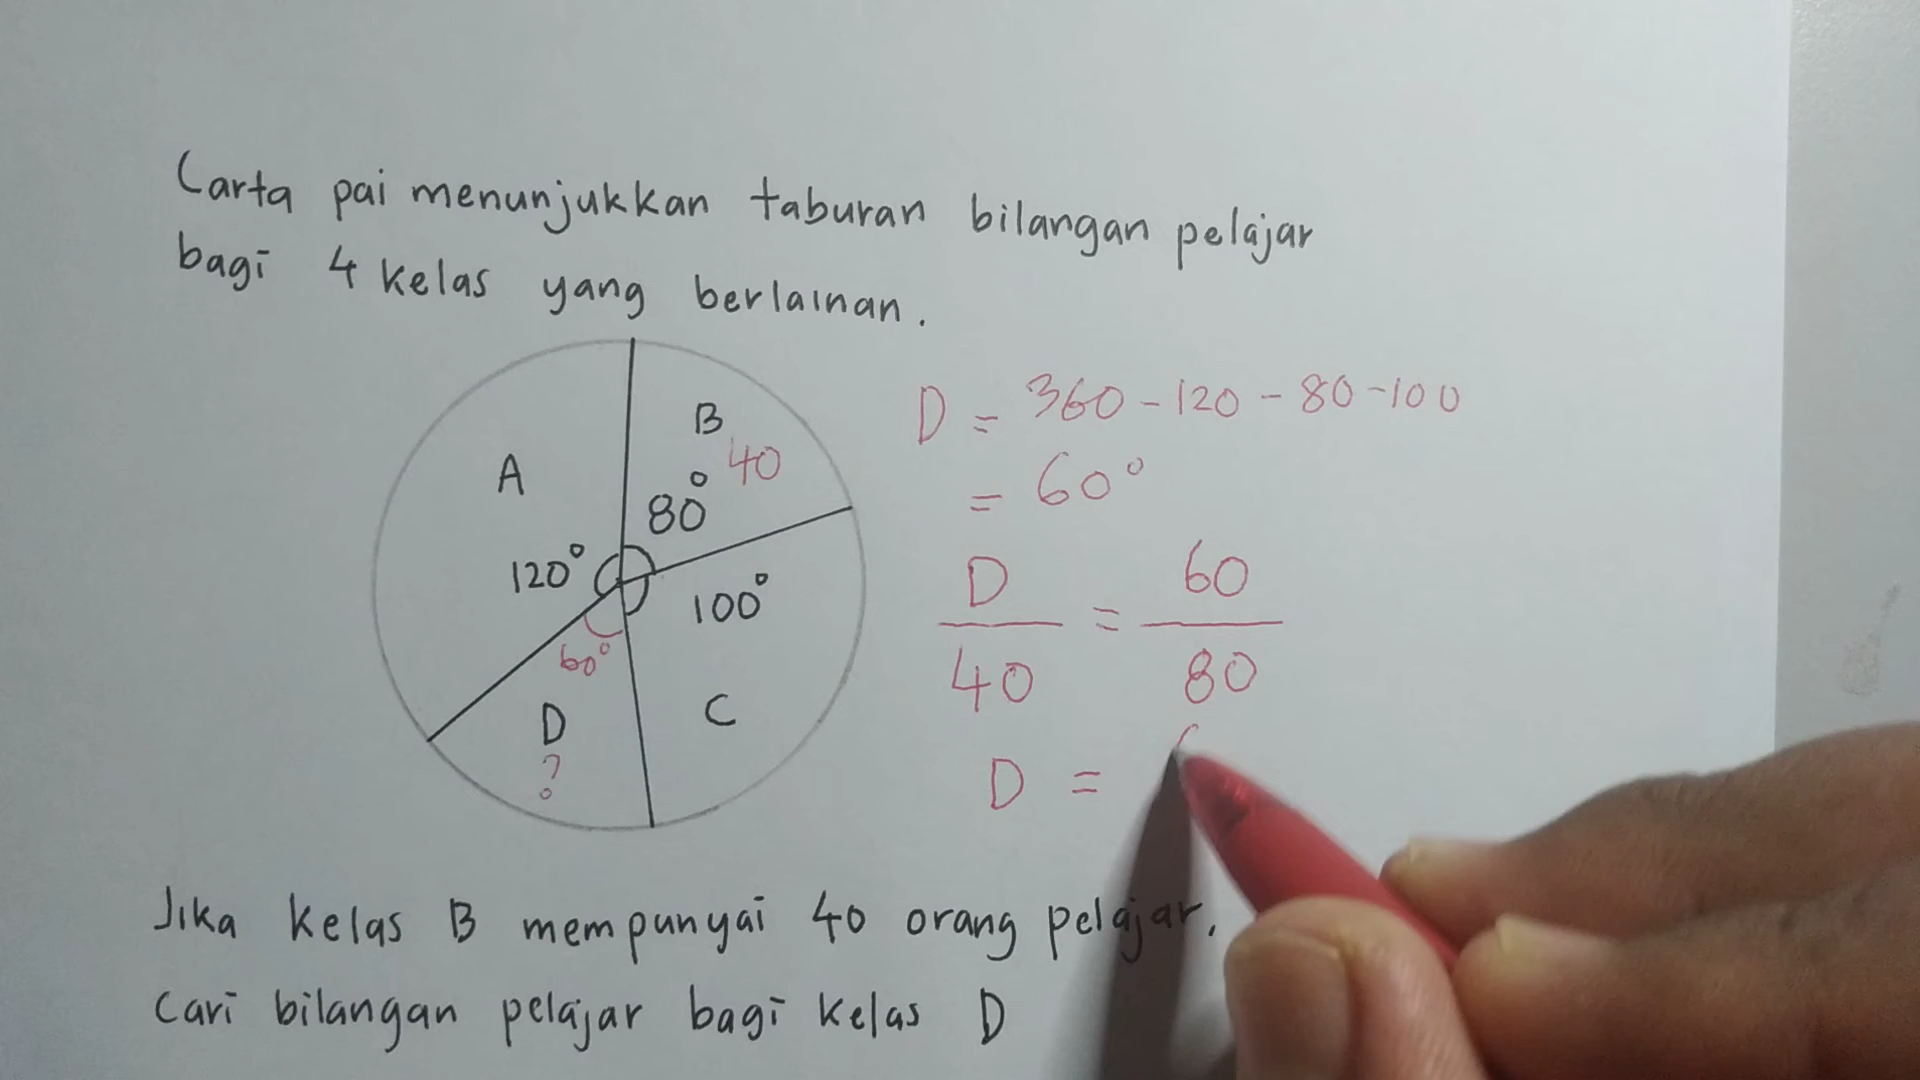 Carta pai menunjukkan taburan bilangan pelajar
bagi 4 kelas yang berlainan.
A
120°
B
40
80°
100°
C
60°
D
?
D = 360 - 120 - 80 - 100
= 60°
D/40 = 60/80
D =
Jika kelas B mempunyai 40 orang pelajar,
Cari bilangan pelajar bagi kelas D